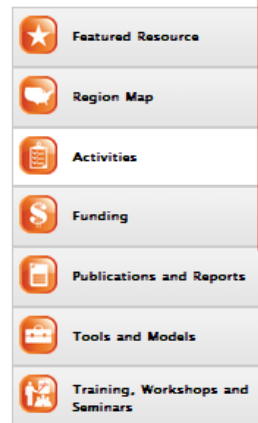 Featured Resource
Region Map
Activities
$
Funding
Publications and Reports
Tools and Models
Training, Workshops and
Seminars